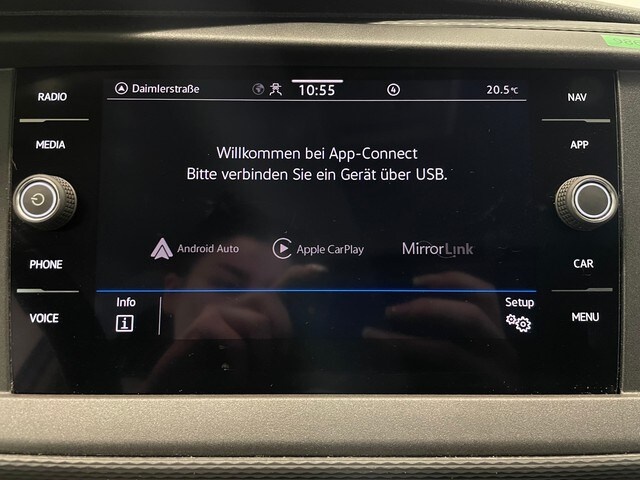 RADIO
MEDIA
PHONE
VOICE
Daimlerstraße
10:55
4
20.5°C
Willkommen bei App-Connect
Bitte verbinden Sie ein Gerät über USB.
Android Auto
Apple CarPlay
MirrorLink
Info
i
Setup
NAV
APP
CAR
MENU